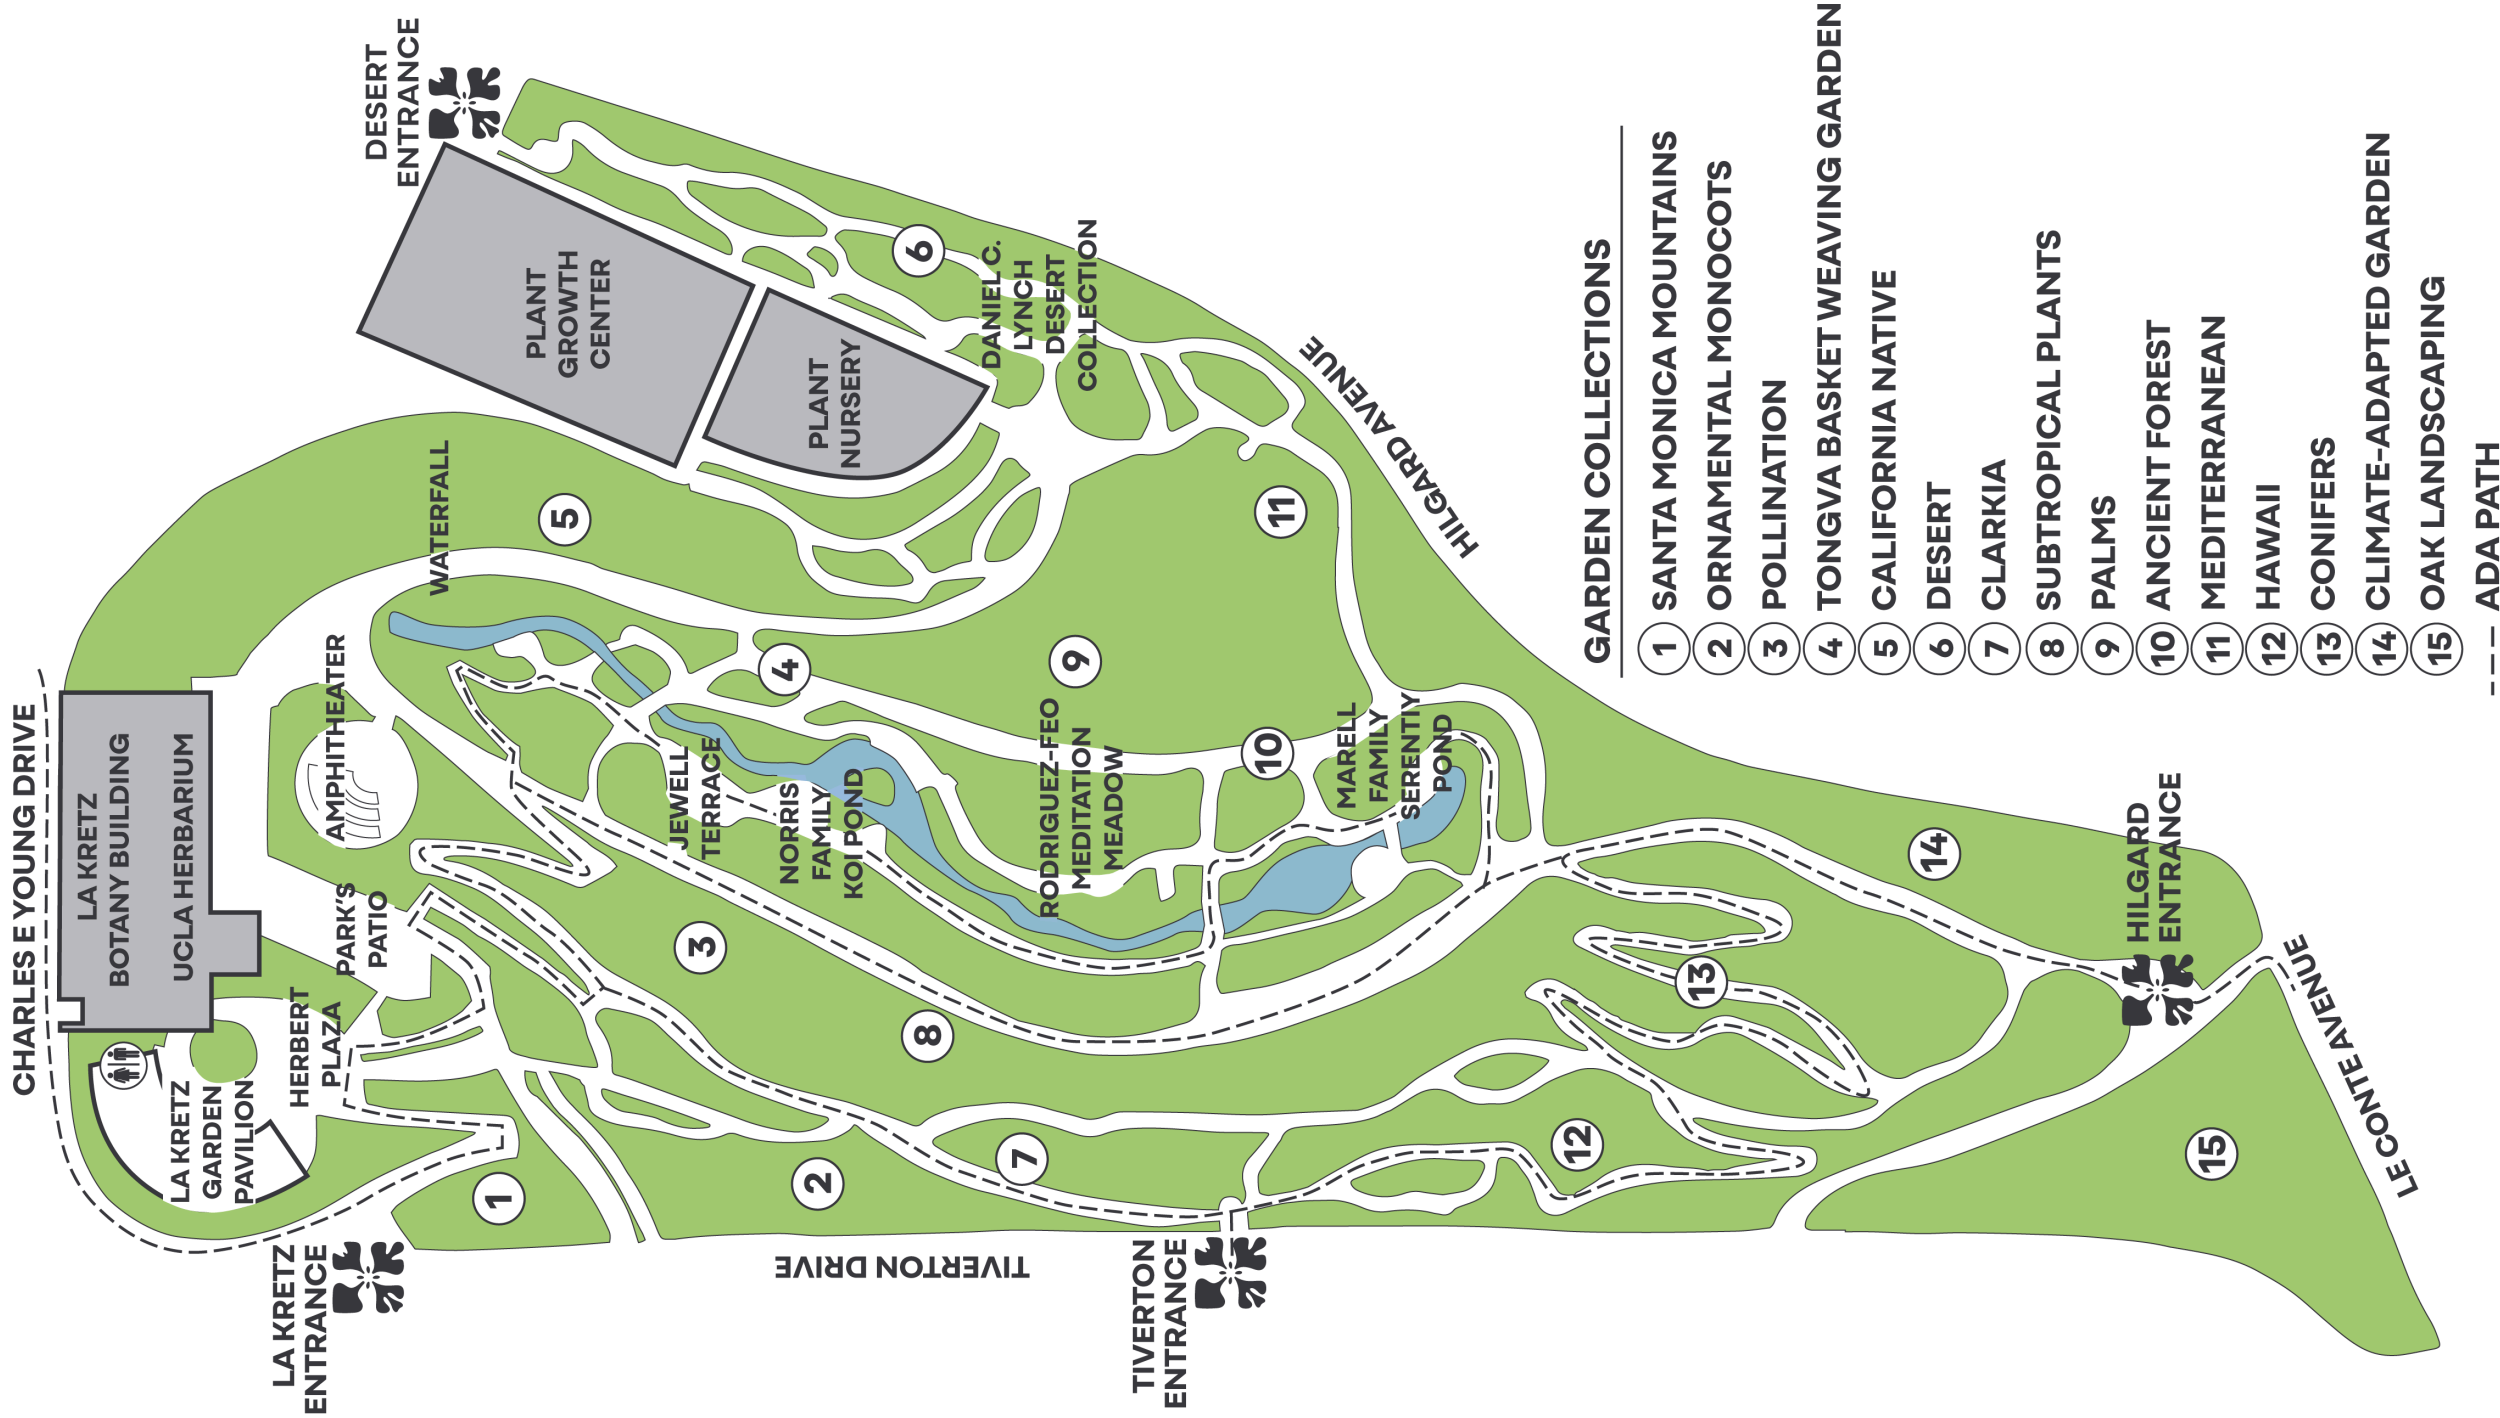 CHARLES E YOUNG DRIVE
LA KRETZ
BOTANY BUILDING
UCLA HERBARIUM
AMPHITHEATER
WATERFALL
DESERT
ENTRANCE
PLANT
GROWTH
CENTER
PLANT
NURSERY
DANIEL C.
LYNCH
DESERT
COLLECTION
PARK'S
PATIO
HERBERT
PLAZA
LA KRETZ
GARDEN
PAVILION
LA KRETZ
ENTRANCE
JEWELL
TERRACE
NORRIS
FAMILY
KOI POND
RODRIGUEZ-FEO
MEDITATION
MEADOW
MARELL
FAMILY
SERENTIY
POND
HILGARD AVENUE
TIVERTON DRIVE
TIVERTON
ENTRANCE
HILGARD
ENTRANCE
LE CONTE AVENUE
1
2
3
4
5
6
7
8
9
10
11
12
13
14
15
GARDEN COLLECTIONS
1 SANTA MONICA MOUNTAINS
2 ORNAMENTAL MONOCOTS
3 POLLINATION
4 TONGVA BASKET WEAVING GARDEN
5 CALIFORNIA NATIVE
6 DESERT
7 CLARKIA
8 SUBTROPICAL PLANTS
9 PALMS
10 ANCIENT FOREST
11 MEDITERRANEAN
12 HAWAII
13 CONIFERS
14 CLIMATE-ADAPTED GARDEN
15 OAK LANDSCAPING
ADA PATH